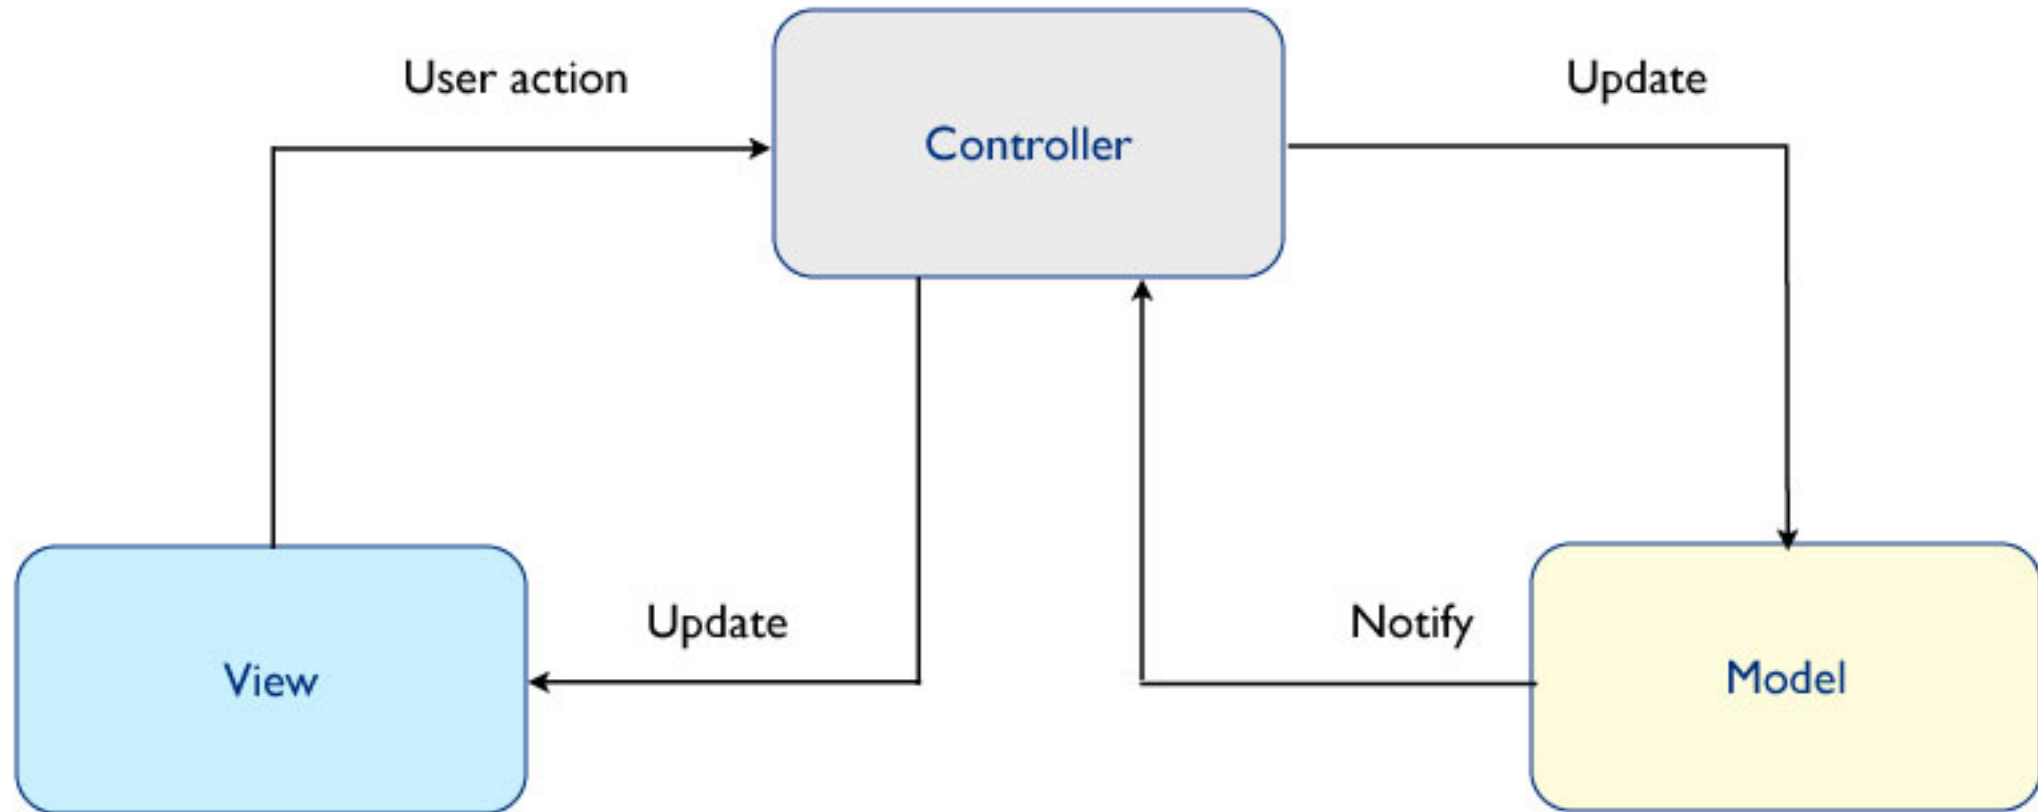 User action
Update
Controller
Update
Notify
View
Model